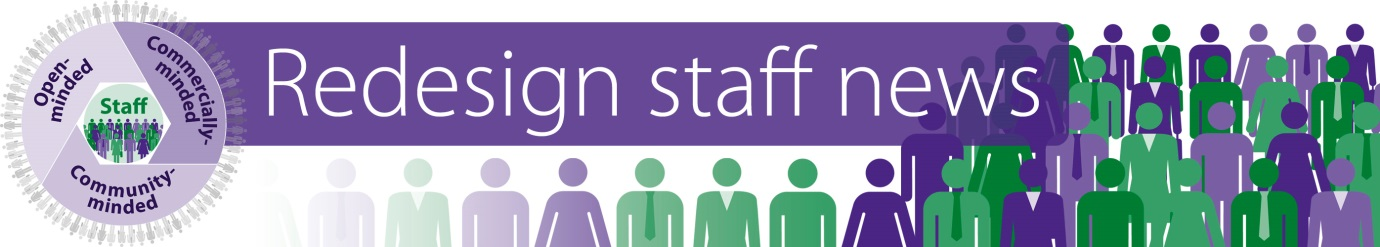 Open-
minded
Commercially-
minded
Staff
Community-
minded
Redesign staff news